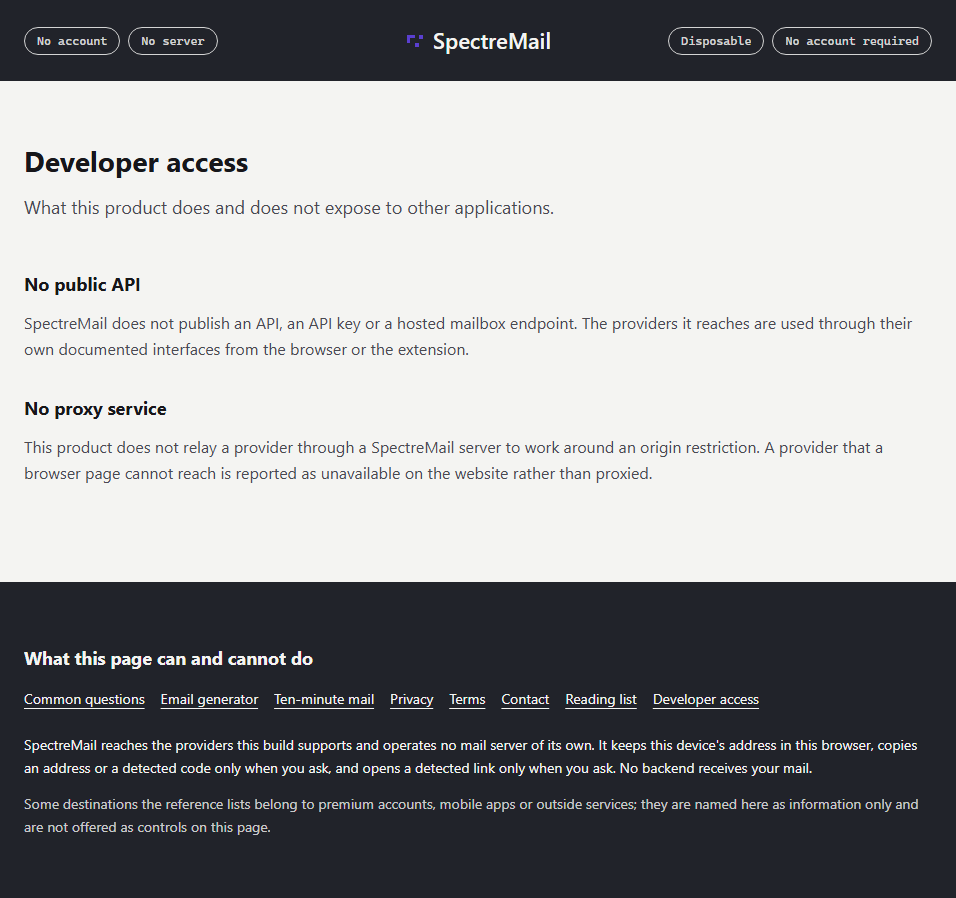 No account
No server
SpectreMail
Disposable
No account required
Developer access
What this product does and does not expose to other applications.
No public API
SpectreMail does not publish an API, an API key or a hosted mailbox endpoint. The providers it reaches are used through their
own documented interfaces from the browser or the extension.
No proxy service
This product does not relay a provider through a SpectreMail server to work around an origin restriction. A provider that a
browser page cannot reach is reported as unavailable on the website rather than proxied.
What this page can and cannot do
Common questions Email generator Ten-minute mail Privacy Terms Contact Reading list Developer access
SpectreMail reaches the providers this build supports and operates no mail server of its own. It keeps this device's address in this browser, copies
an address or a detected code only when you ask, and opens a detected link only when you ask. No backend receives your mail.
Some destinations the reference lists belong to premium accounts, mobile apps or outside services; they are named here as information only and
are not offered as controls on this page.